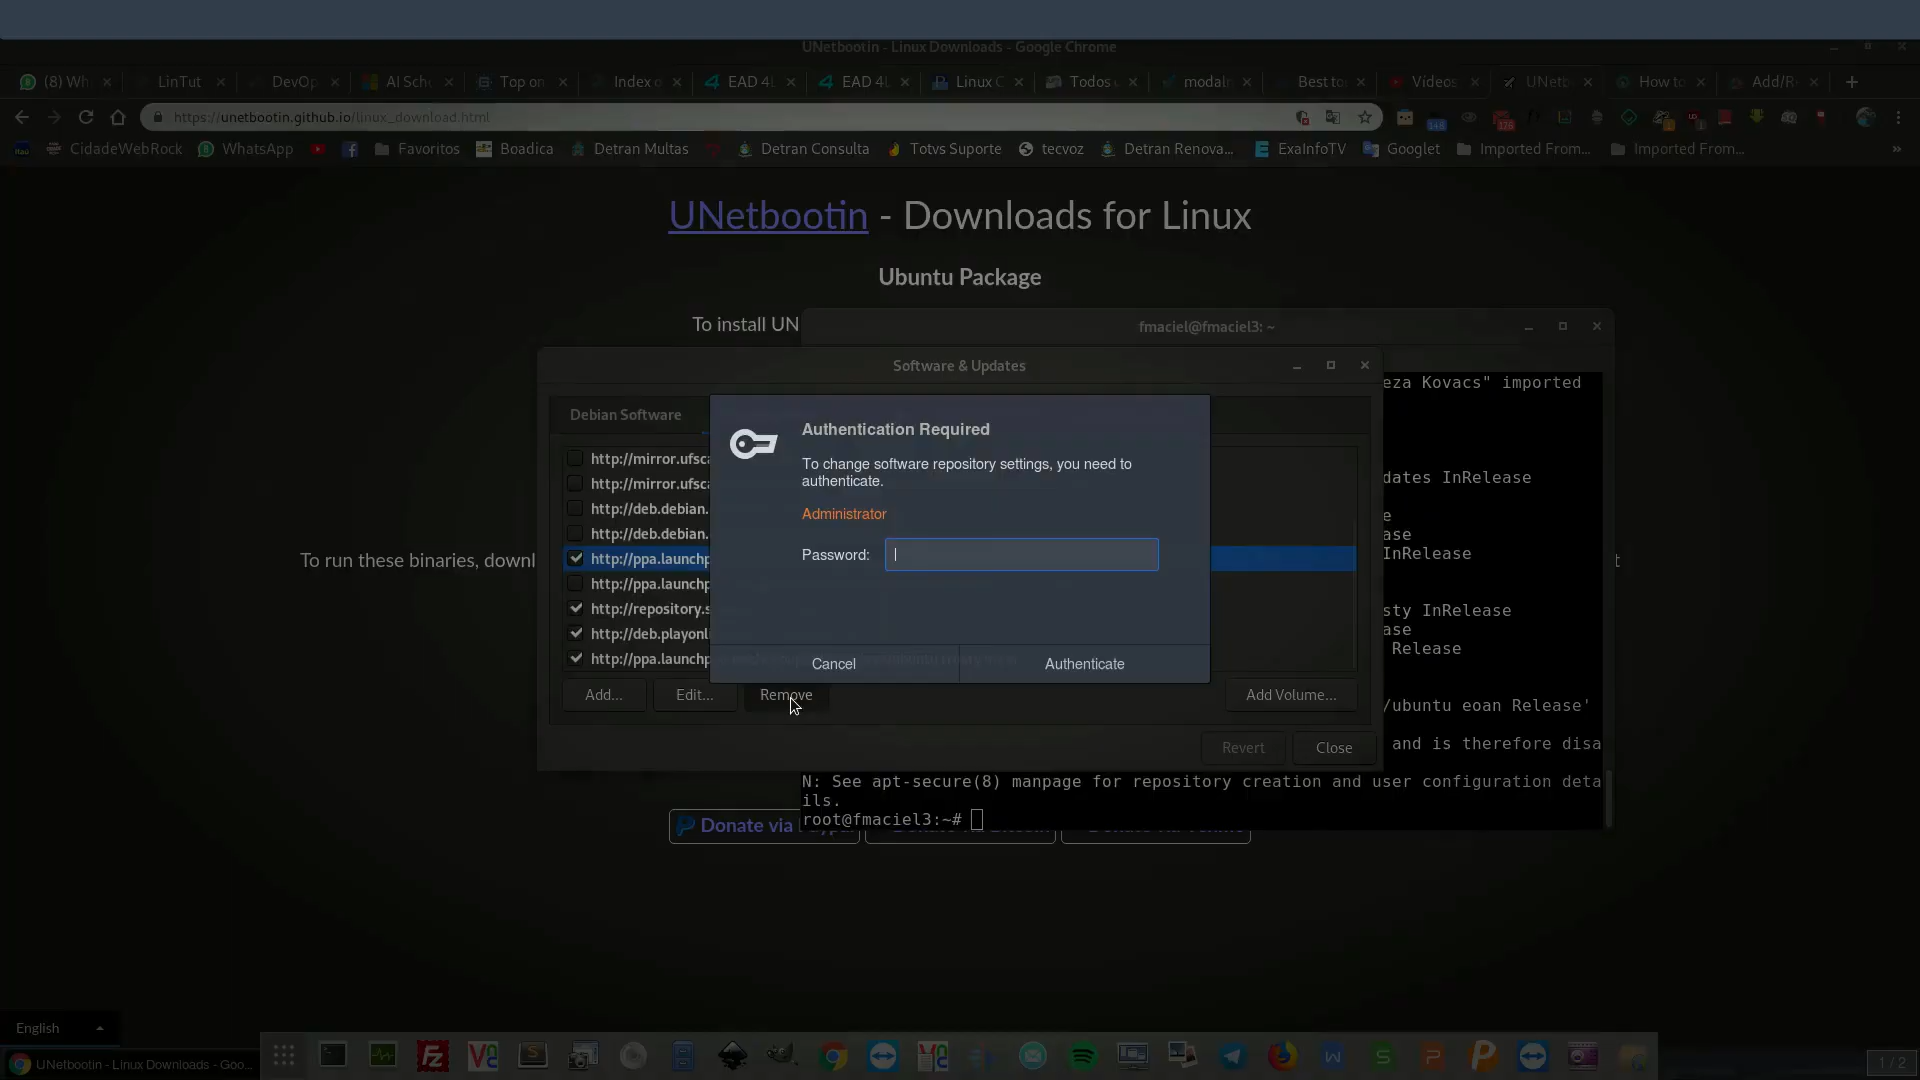 UNetbootin - Linux Downloads - Google Chrome
(8) Wh
LinTut
DevOp
AI Sch
Top on
Index o
EAD 4L
EAD 4L
Linux C
Todos
modal
Best to
Vídeos
UNetb
How to
Add/R
https://unetbootin.github.io/linux_download.html
146
176
CidadeWebRock
WhatsApp
Favoritos
Boadica
Detran Multas
Detran Consulta
Totvs Suporte
tecvoz
Detran Renova...
ExaInfoTV
Googlet
Imported From...
Imported From...
»
UNetbootin - Downloads for Linux
Ubuntu Package
To install UN
fmaciel@fmaciel3: ~
Software & Updates
eza Kovacs" imported
Debian Software
Authentication Required
http://mirror.ufsca
To change software repository settings, you need to
authenticate.
http://mirror.ufsca
dates InRelease
http://deb.debian.
Administrator
e
http://deb.debian.
ase
To run these binaries, downl
http://ppa.launchp
Password:
InRelease
t
http://ppa.launchp
http://repository.s
sty InRelease
http://deb.playonli
ase
http://ppa.launchp
Release
Cancel
Authenticate
Add...
Edit...
Remove
Add Volume...
/ubuntu eoan Release'
Revert
Close
and is therefore disa
N: See apt-secure(8) manpage for repository creation and user configuration deta
ils.
root@fmaciel3:~#
Donate via
English
UNetbootin - Linux Downloads - Goo...
1 / 2